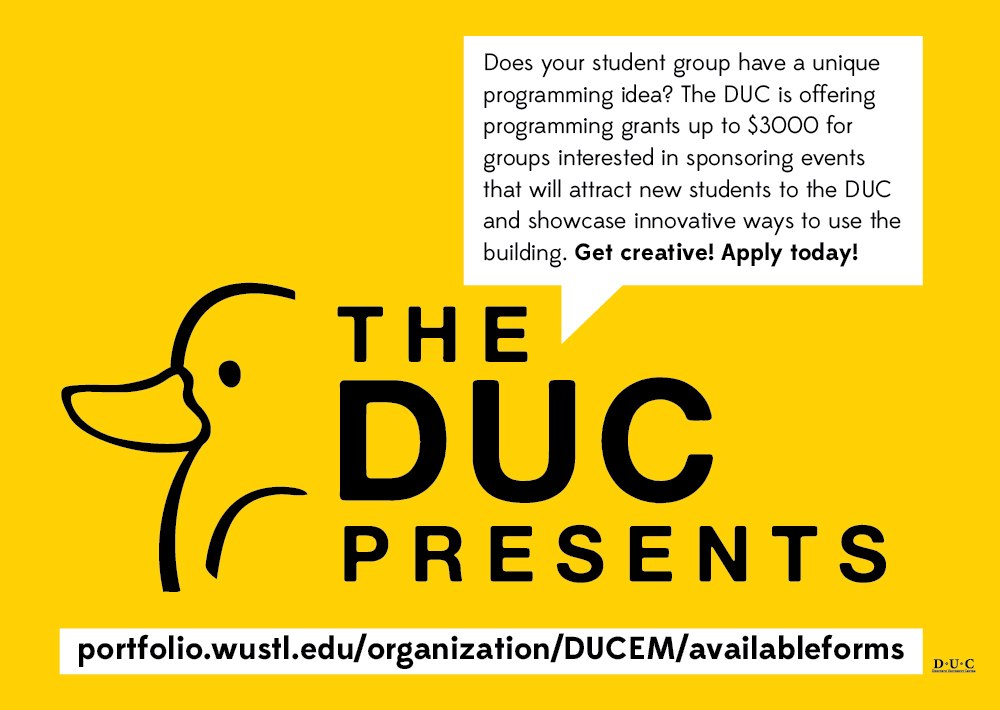 Does your student group have a unique
programming idea? The DUC is offering
programming grants up to $3000 for
groups interested in sponsoring events
that will attract new students to the DUC
and showcase innovative ways to use the
building. Get creative! Apply today!
THE
DUC
PRESENTS
portfolio.wustl.edu/organization/DUCEM/availableforms
D·U·C